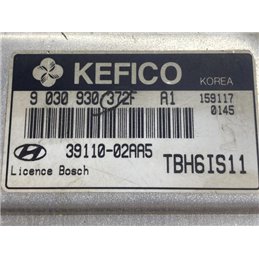 KEFICO
KOREA
9 030 930 372F A1
159117
0145
39110-02AA5
TBH6IS11
Licence Bosch